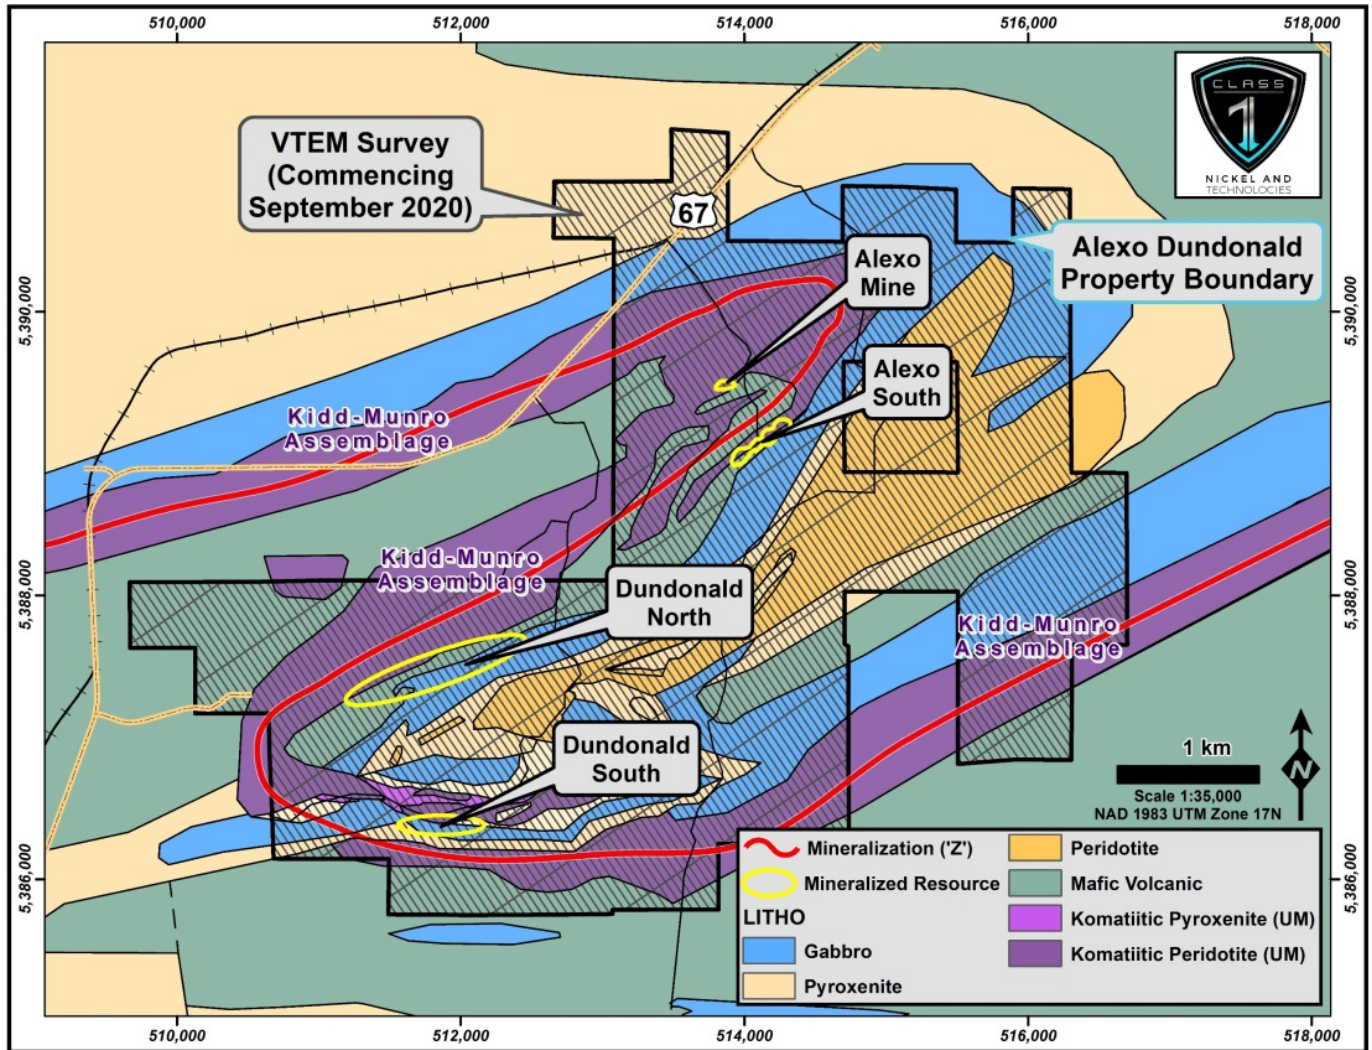 510,000
512,000
514,000
516,000
518,000
CLASS
1
NICKEL AND
TECHNOLOCIES
VTEM Survey
(Commencing
September 2020)
67
Alexo Dundonald
Property Boundary
Alexo
Mine
5,390,000
5,390,000
Alexo
South
Kidd-Munro
Assemblage
Kidd-Munro
Assemblage
Dundonald
North
5,388,000
5,388,000
Kidd-Munro
Assemblage
Dundonald
South
1 km
N
Scale 1:35,000
NAD 1983 UTM Zone 17N
5,386,000
5,386,000
Mineralization ('Z')
Mineralized Resource
LITHO
Gabbro
Pyroxenite
Peridotite
Mafic Volcanic
Komatiitic Pyroxenite (UM)
Komatiitic Peridotite (UM)
510,000
512,000
514,000
516,000
518,000